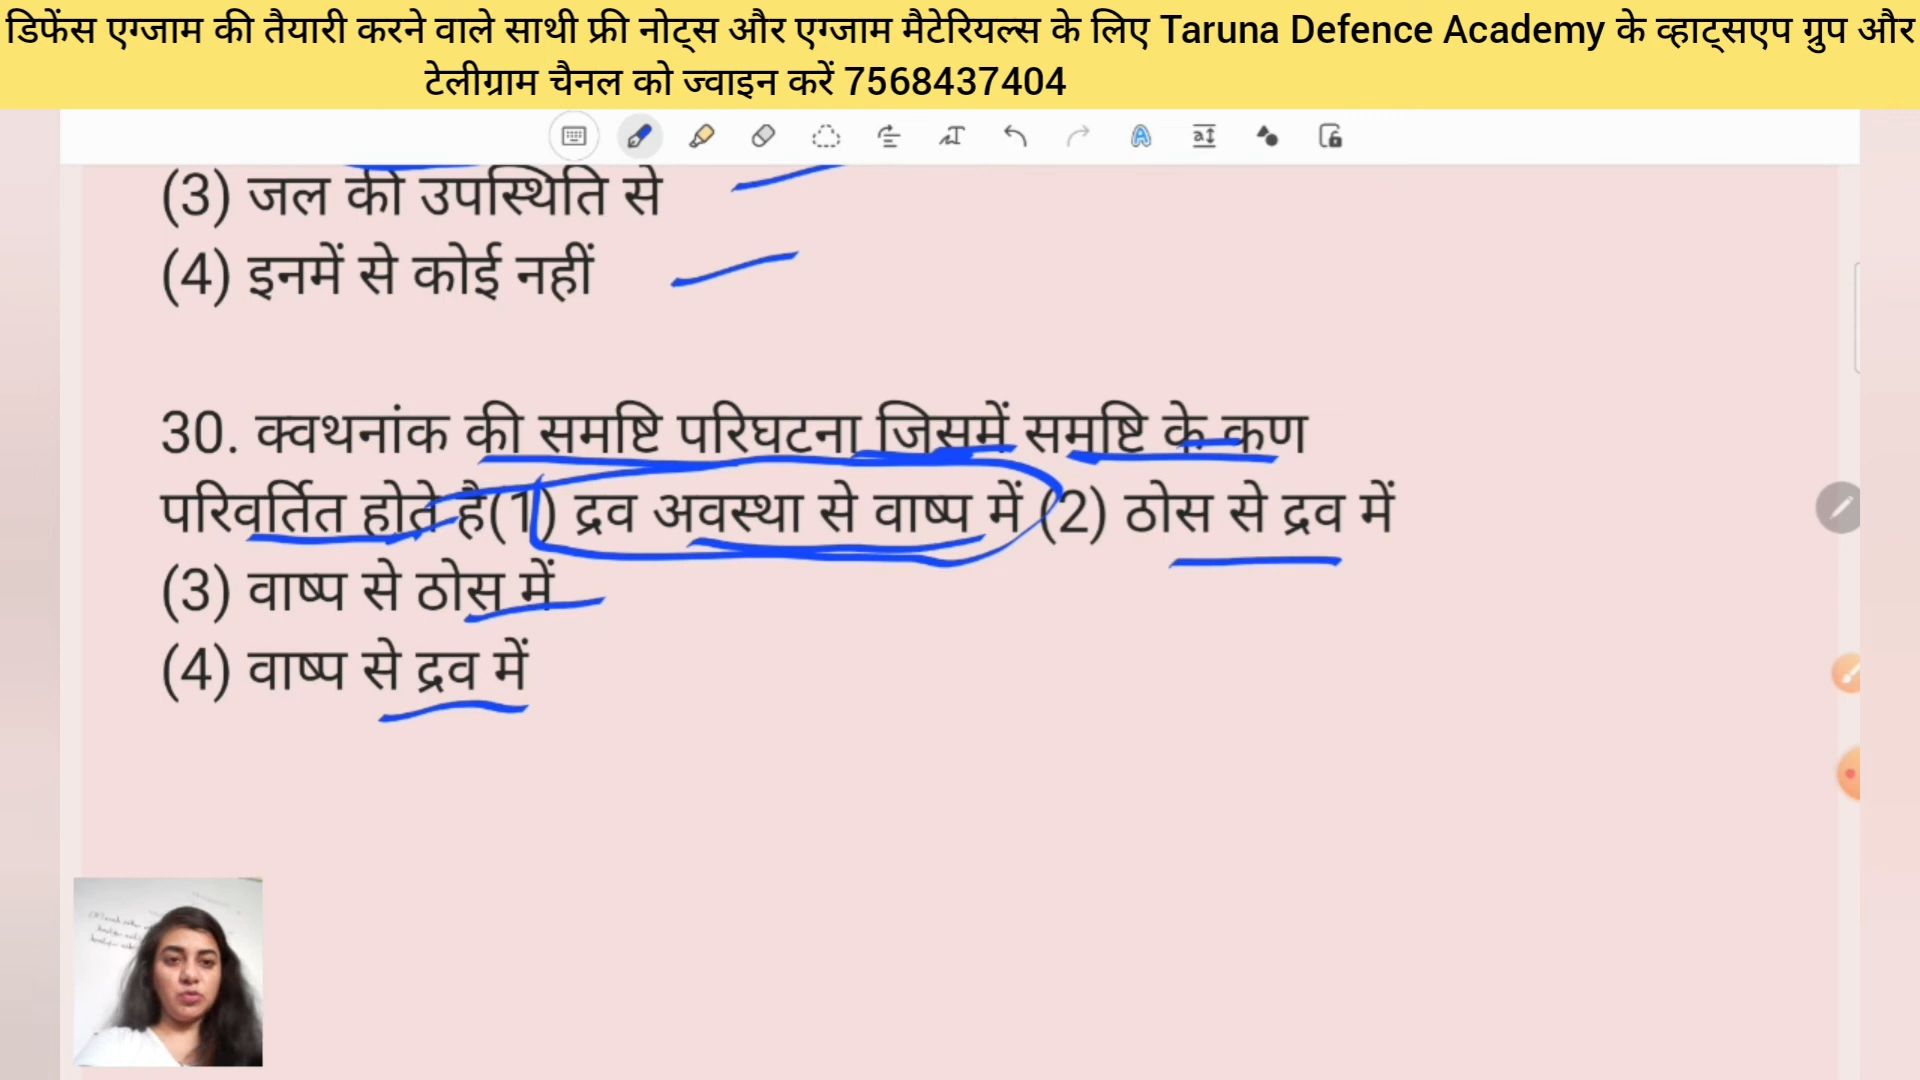 डिफेंस एग्जाम की तैयारी करने वाले साथी फ्री नोट्स और एग्जाम मैटेरियल्स के लिए Taruna Defence Academy के व्हाट्सएप ग्रुप और
टेलीग्राम चैनल को ज्वाइन करें 7568437404
(3) जल की उपस्थिति से
(4) इनमें से कोई नहीं
30. क्वथनांक की समष्टि परिघटना जिसमें समष्टि के कण
परिवर्तित होते है(1) द्रव अवस्था से वाष्प में (2) ठोस से द्रव में
(3) वाष्प से ठोस में
(4) वाष्प से द्रव में